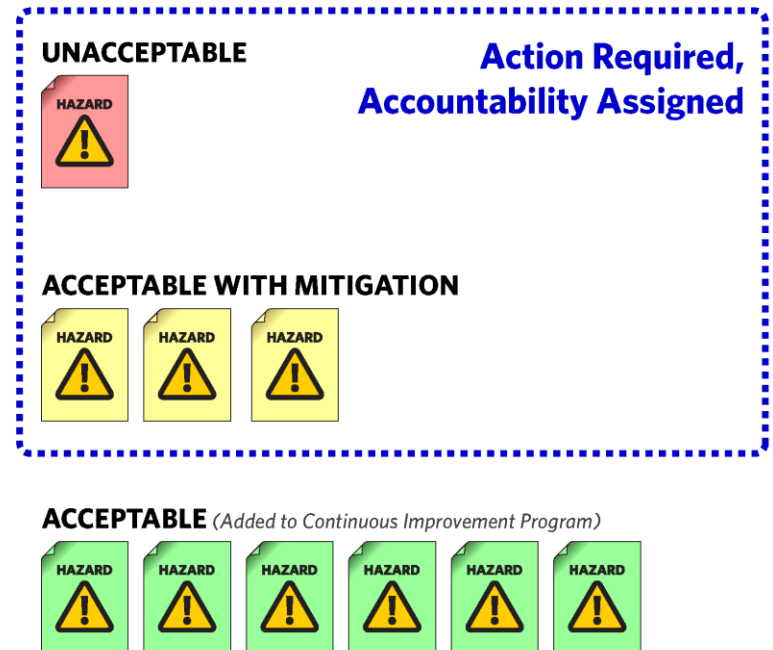 UNACCEPTABLE
Action Required,
Accountability Assigned
HAZARD
ACCEPTABLE WITH MITIGATION
HAZARD HAZARD HAZARD
ACCEPTABLE (Added to Continuous Improvement Program)
HAZARD HAZARD HAZARD HAZARD HAZARD HAZARD